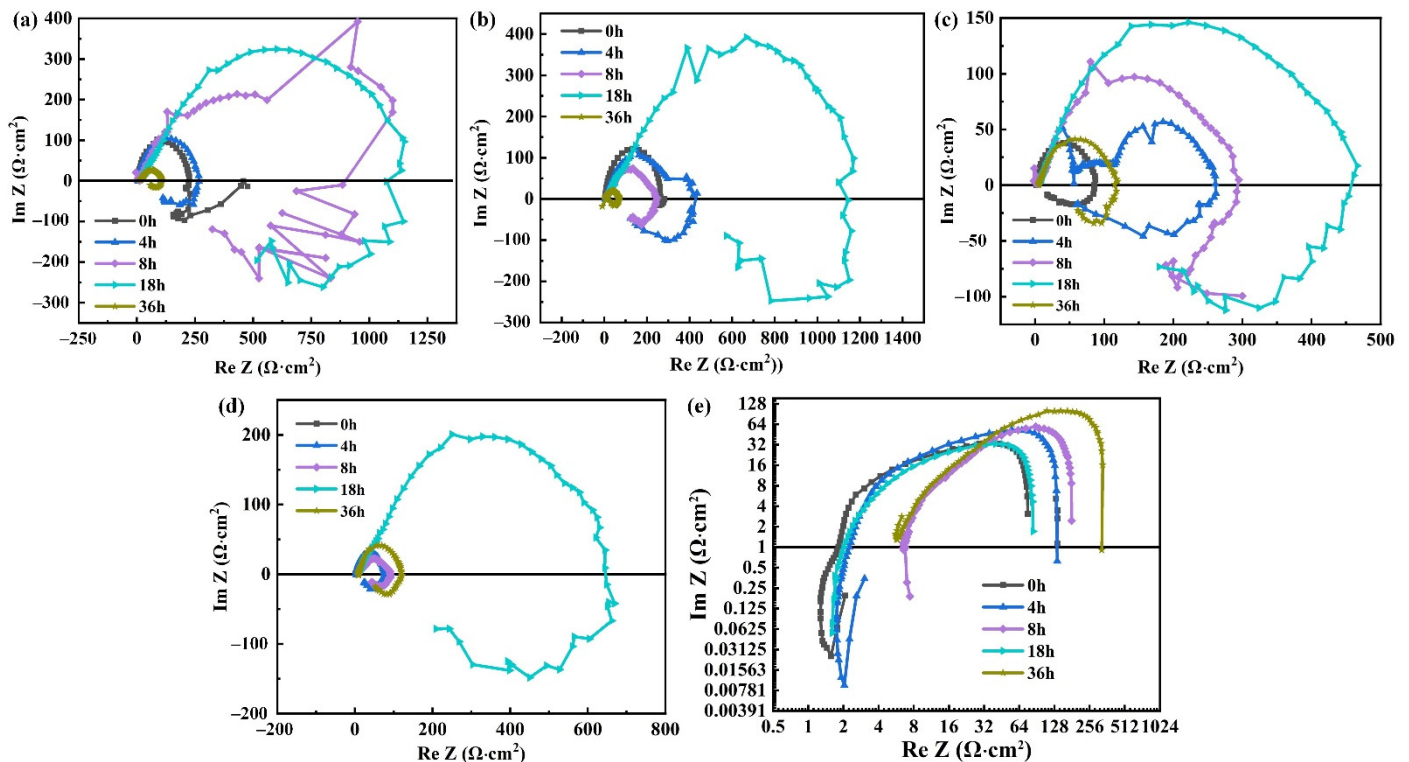 (a)
400
300
200
100
0
−100
−200
−300
Im Z (Ω·cm²)
0h
4h
8h
18h
36h
−250 0 250 500 750 1000 1250
Re Z (Ω·cm²)
(b)
400
300
200
100
0
−100
−200
−300
Im Z (Ω·cm²)
0h
4h
8h
18h
36h
−200 0 200 400 600 800 1000 1200 1400
Re Z (Ω·cm²))
(c)
150
100
50
0
−50
−100
Im Z (Ω·cm²)
0h
4h
8h
18h
36h
0 100 200 300 400 500
Re Z (Ω·cm²)
(d)
200
100
0
−100
−200
Im Z (Ω·cm²)
0h
4h
8h
18h
36h
−200 0 200 400 600 800
Re Z (Ω·cm²)
(e)
128
64
32
16
8
4
2
1
0.25
0.125
0.0625
0.03125
0.01563
0.00781
0.00391
Im Z (Ω·cm²)
0h
4h
8h
18h
36h
0.5 1 2 4 8 16 32 64 128 256 512 1024
Re Z (Ω·cm²)